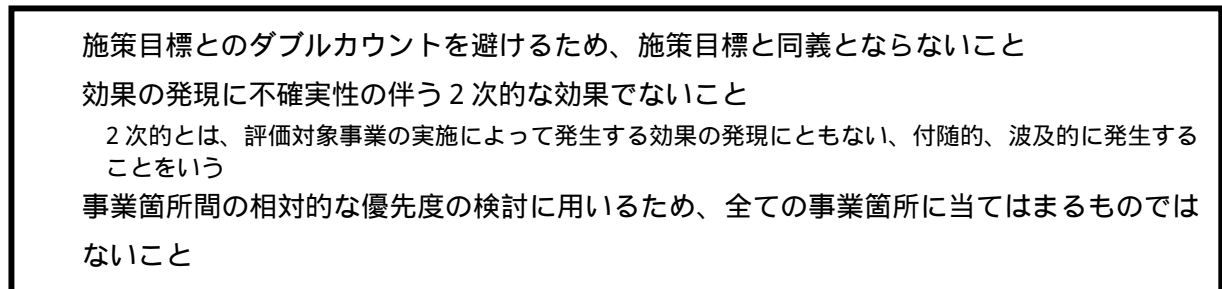 施策目標とのダブルカウントを避けるため、施策目標と同義とならないこと
効果の発現に不確実性の伴う２次的な効果でないこと
２次的とは、評価対象事業の実施によって発生する効果の発現にともない、付随的、波及的に発生する
ことをいう
事業箇所間の相対的な優先度の検討に用いるため、全ての事業箇所に当てはまるものでは
ないこと